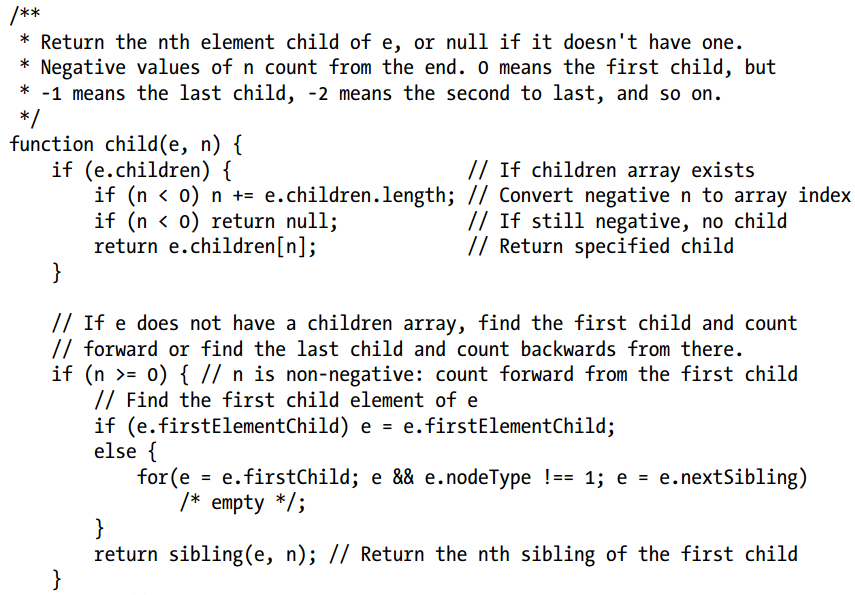 /**
 * Return the nth element child of e, or null if it doesn't have one.
 * Negative values of n count from the end. 0 means the first child, but
 * -1 means the last child, -2 means the second to last, and so on.
 */
function child(e, n) {
    if (e.children) {                      // If children array exists
        if (n < 0) n += e.children.length; // Convert negative n to array index
        if (n < 0) return null;            // If still negative, no child
        return e.children[n];              // Return specified child
    }

    // If e does not have a children array, find the first child and count
    // forward or find the last child and count backwards from there.
    if (n >= 0) { // n is non-negative: count forward from the first child
        // Find the first child element of e
        if (e.firstElementChild) e = e.firstElementChild;
        else {
            for(e = e.firstChild; e && e.nodeType !== 1; e = e.nextSibling)
                /* empty */;
        }
        return sibling(e, n); // Return the nth sibling of the first child
    }